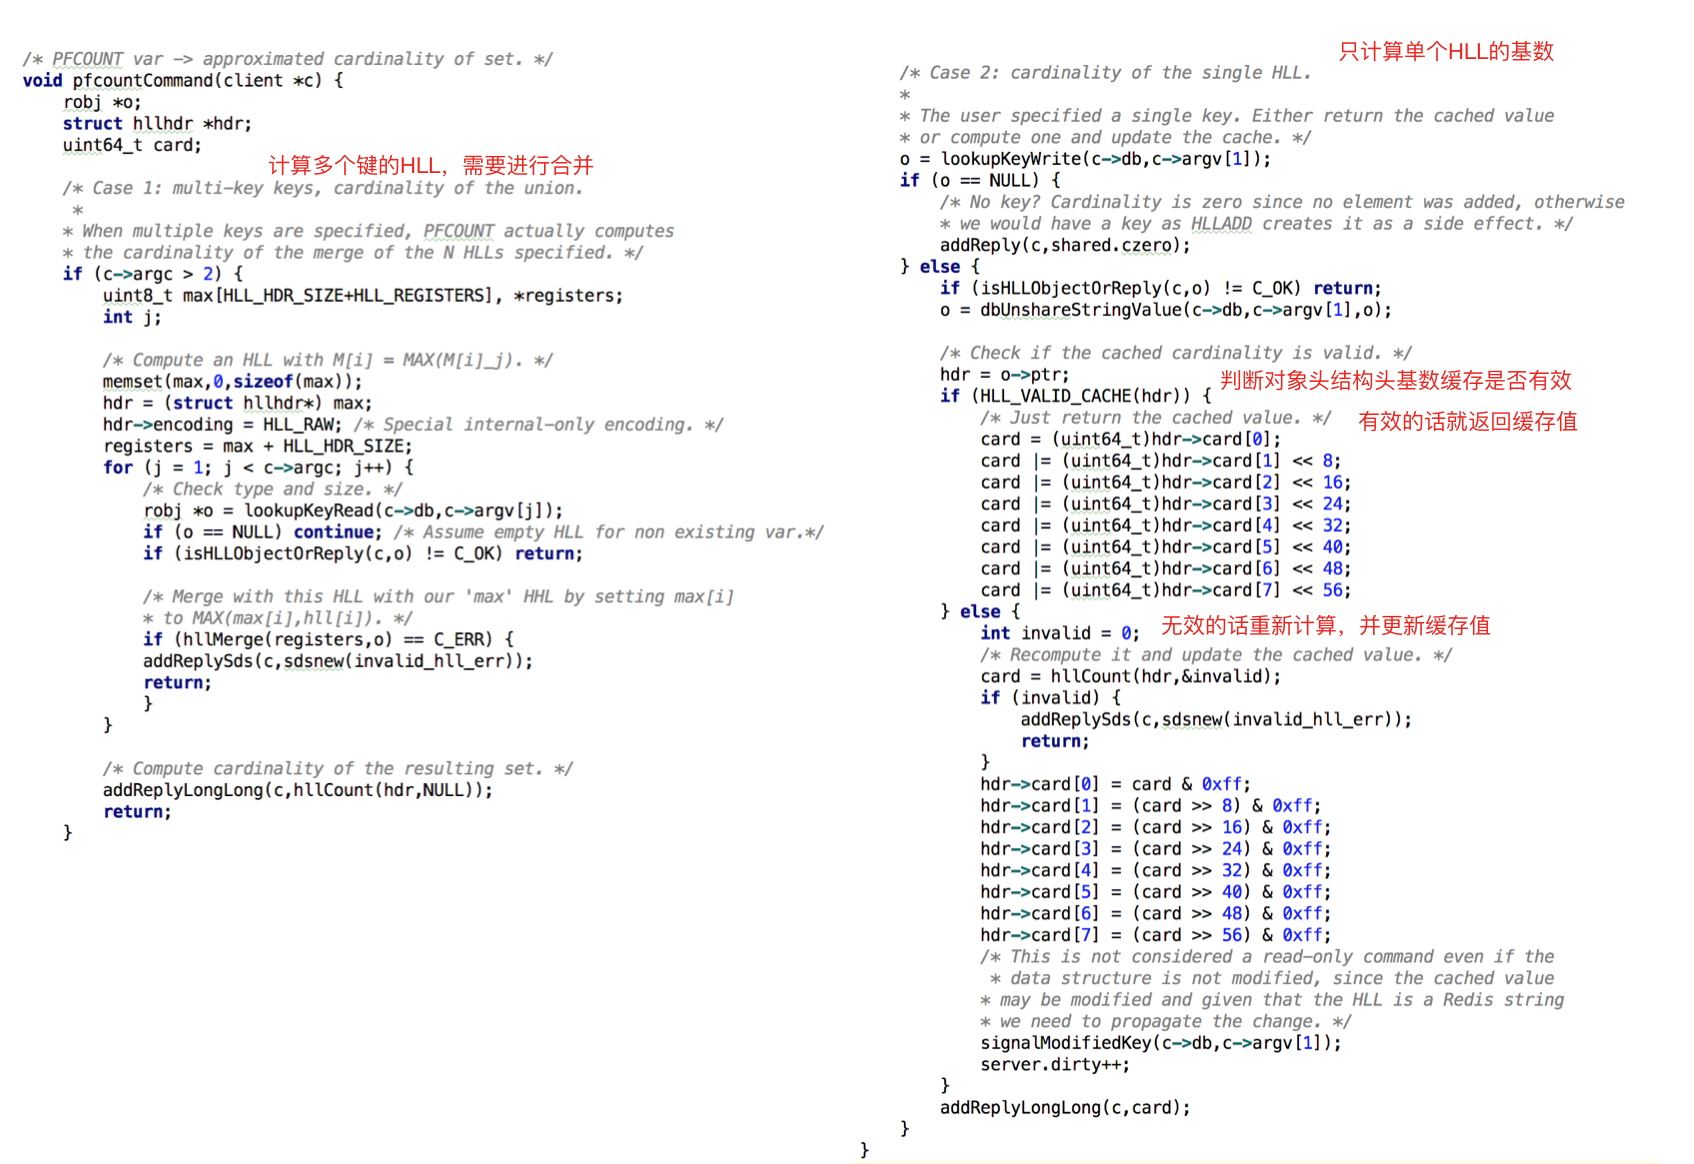 /* PFCOUNT var -> approximated cardinality of set. */
void pfcountCommand(client *c) {
    robj *o;
    struct hllhdr *hdr;
    uint64_t card;
计算多个键的HLL，需要进行合并
    /* Case 1: multi-key keys, cardinality of the union.
     *
    * When multiple keys are specified, PFCOUNT actually computes
    * the cardinality of the merge of the N HLLs specified. */
    if (c->argc > 2) {
        uint8_t max[HLL_HDR_SIZE+HLL_REGISTERS], *registers;
        int j;

        /* Compute an HLL with M[i] = MAX(M[i]_j). */
        memset(max,0,sizeof(max));
        hdr = (struct hllhdr*) max;
        hdr->encoding = HLL_RAW; /* Special internal-only encoding. */
        registers = max + HLL_HDR_SIZE;
        for (j = 1; j < c->argc; j++) {
            /* Check type and size. */
            robj *o = lookupKeyRead(c->db,c->argv[j]);
            if (o == NULL) continue; /* Assume empty HLL for non existing var.*/
            if (isHLLObjectOrReply(c,o) != C_OK) return;

            /* Merge with this HLL with our 'max' HHL by setting max[i]
            * to MAX(max[i],hll[i]). */
            if (hllMerge(registers,o) == C_ERR) {
            addReplySds(c,sdsnew(invalid_hll_err));
            return;
            }
        }

        /* Compute cardinality of the resulting set. */
        addReplyLongLong(c,hllCount(hdr,NULL));
        return;
    }
只计算单个HLL的基数
    /* Case 2: cardinality of the single HLL.
    *
    * The user specified a single key. Either return the cached value
    * or compute one and update the cache. */
    o = lookupKeyWrite(c->db,c->argv[1]);
    if (o == NULL) {
        /* No key? Cardinality is zero since no element was added, otherwise
        * we would have a key as HLLADD creates it as a side effect. */
        addReply(c,shared.czero);
    } else {
        if (isHLLObjectOrReply(c,o) != C_OK) return;
        o = dbUnshareStringValue(c->db,c->argv[1],o);

        /* Check if the cached cardinality is valid. */
        hdr = o->ptr;
判断对象头结构头基数缓存是否有效
        if (HLL_VALID_CACHE(hdr)) {
            /* Just return the cached value. */
有效的话就返回缓存值
            card = (uint64_t)hdr->card[0];
            card |= (uint64_t)hdr->card[1] << 8;
            card |= (uint64_t)hdr->card[2] << 16;
            card |= (uint64_t)hdr->card[3] << 24;
            card |= (uint64_t)hdr->card[4] << 32;
            card |= (uint64_t)hdr->card[5] << 40;
            card |= (uint64_t)hdr->card[6] << 48;
            card |= (uint64_t)hdr->card[7] << 56;
        } else {
            int invalid = 0;
无效的话重新计算，并更新缓存值
            /* Recompute it and update the cached value. */
            card = hllCount(hdr,&invalid);
            if (invalid) {
                addReplySds(c,sdsnew(invalid_hll_err));
                return;
            }
            hdr->card[0] = card & 0xff;
            hdr->card[1] = (card >> 8) & 0xff;
            hdr->card[2] = (card >> 16) & 0xff;
            hdr->card[3] = (card >> 24) & 0xff;
            hdr->card[4] = (card >> 32) & 0xff;
            hdr->card[5] = (card >> 40) & 0xff;
            hdr->card[6] = (card >> 48) & 0xff;
            hdr->card[7] = (card >> 56) & 0xff;
            /* This is not considered a read-only command even if the
             * data structure is not modified, since the cached value
            * may be modified and given that the HLL is a Redis string
            * we need to propagate the change. */
            signalModifiedKey(c->db,c->argv[1]);
            server.dirty++;
        }
        addReplyLongLong(c,card);
    }
}